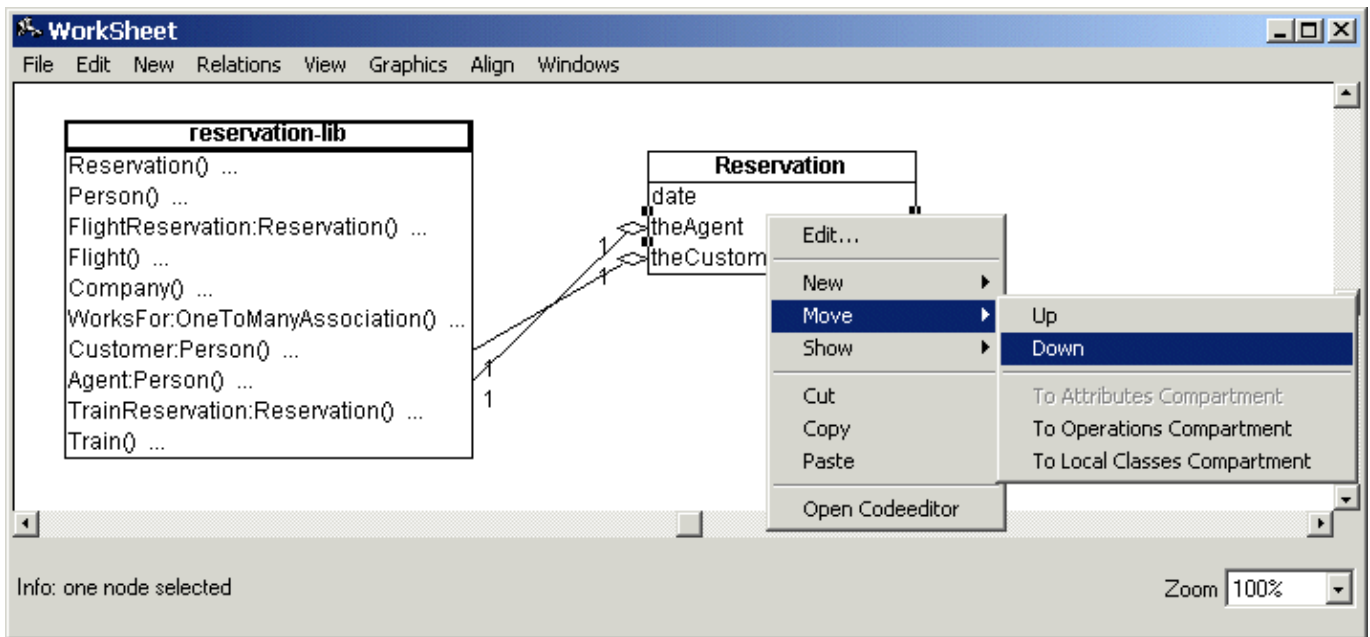 WorkSheet
File Edit New Relations View Graphics Align Windows
reservation-lib
Reservation() ...
Person() ...
FlightReservation:Reservation() ...
Flight() ...
Company() ...
WorksFor:OneToManyAssociation() ...
Customer:Person() ...
Agent:Person() ...
TrainReservation:Reservation() ...
Train() ...
1
1
1
1
Reservation
date
theAgent
theCustom
Edit...
New
Move
Show
Cut
Copy
Paste
Open Codeeditor
Up
Down
To Attributes Compartment
To Operations Compartment
To Local Classes Compartment
Info: one node selected
Zoom 100%